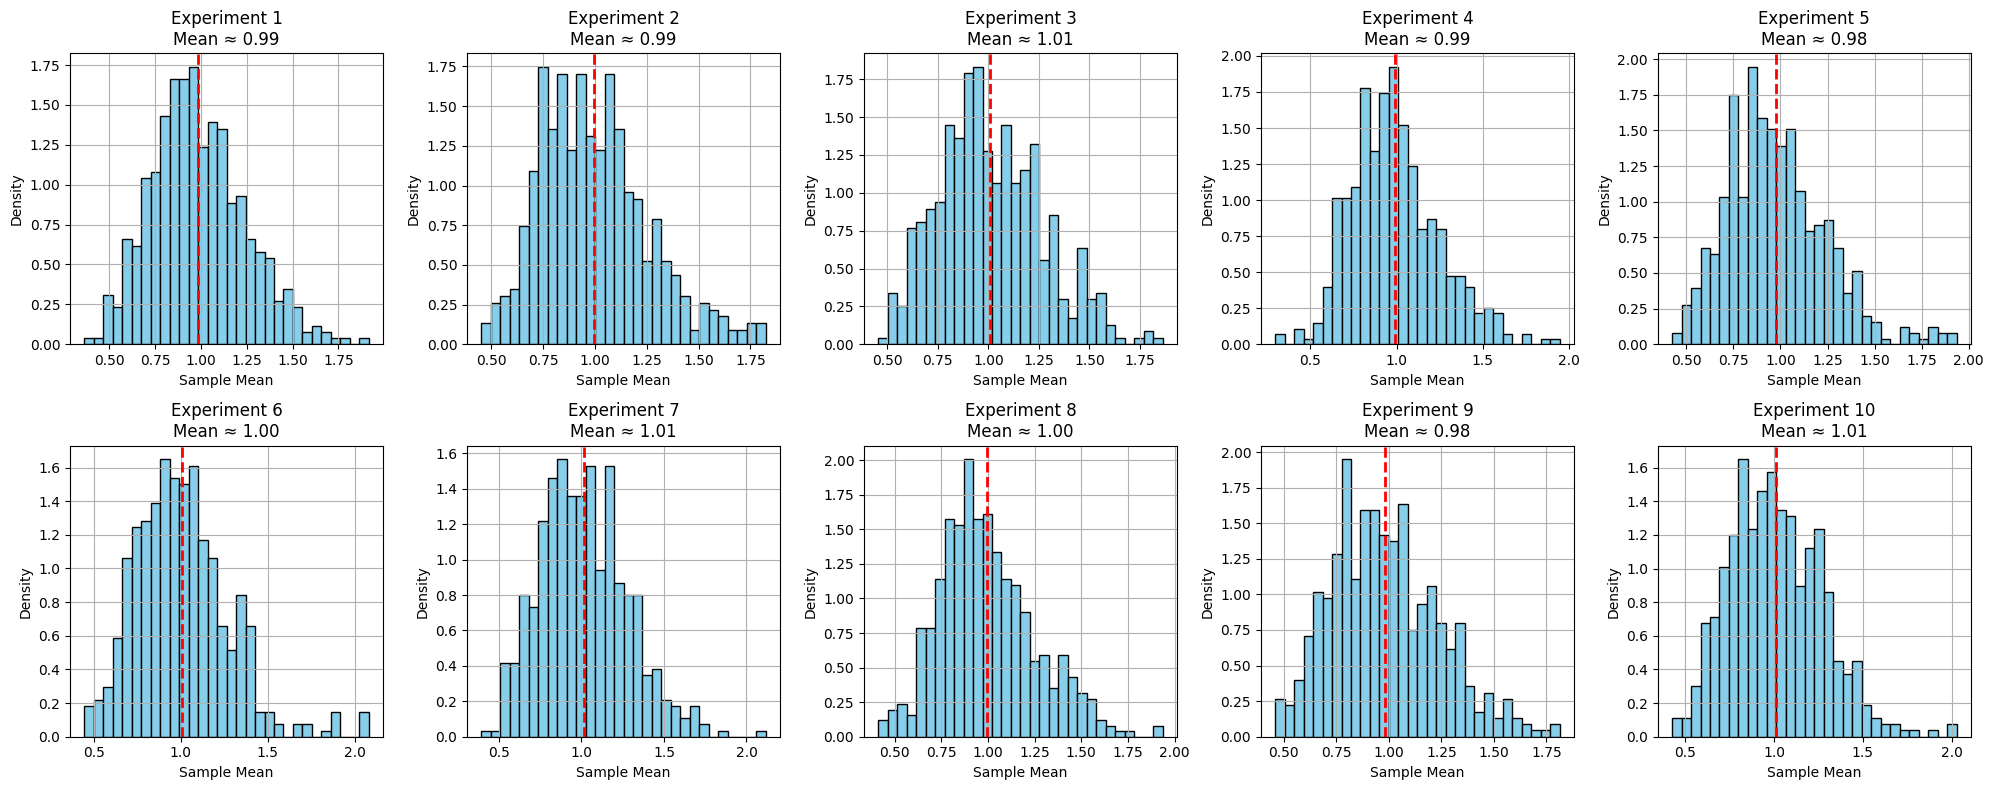 Experiment 1
Mean ≈ 0.99
1.75
1.50
1.25
1.00
0.75
0.50
0.25
0.00
Density
0.50 0.75 1.00 1.25 1.50 1.75
Sample Mean
Experiment 2
Mean ≈ 0.99
1.75
1.50
1.25
1.00
0.75
0.50
0.25
0.00
Density
0.50 0.75 1.00 1.25 1.50 1.75
Sample Mean
Experiment 3
Mean ≈ 1.01
1.75
1.50
1.25
1.00
0.75
0.50
0.25
0.00
Density
0.50 0.75 1.00 1.25 1.50 1.75
Sample Mean
Experiment 4
Mean ≈ 0.99
2.00
1.75
1.50
1.25
1.00
0.75
0.50
0.25
0.00
Density
0.5 1.0 1.5 2.0
Sample Mean
Experiment 5
Mean ≈ 0.98
2.00
1.75
1.50
1.25
1.00
0.75
0.50
0.25
0.00
Density
0.50 0.75 1.00 1.25 1.50 1.75 2.00
Sample Mean
Experiment 6
Mean ≈ 1.00
1.6
1.4
1.2
1.0
0.8
0.6
0.4
0.2
0.0
Density
0.5 1.0 1.5 2.0
Sample Mean
Experiment 7
Mean ≈ 1.01
1.6
1.4
1.2
1.0
0.8
0.6
0.4
0.2
0.0
Density
0.5 1.0 1.5 2.0
Sample Mean
Experiment 8
Mean ≈ 1.00
2.00
1.75
1.50
1.25
1.00
0.75
0.50
0.25
0.00
Density
0.50 0.75 1.00 1.25 1.50 1.75 2.00
Sample Mean
Experiment 9
Mean ≈ 0.98
2.00
1.75
1.50
1.25
1.00
0.75
0.50
0.25
0.00
Density
0.50 0.75 1.00 1.25 1.50 1.75
Sample Mean
Experiment 10
Mean ≈ 1.01
1.6
1.4
1.2
1.0
0.8
0.6
0.4
0.2
0.0
Density
0.5 1.0 1.5 2.0
Sample Mean